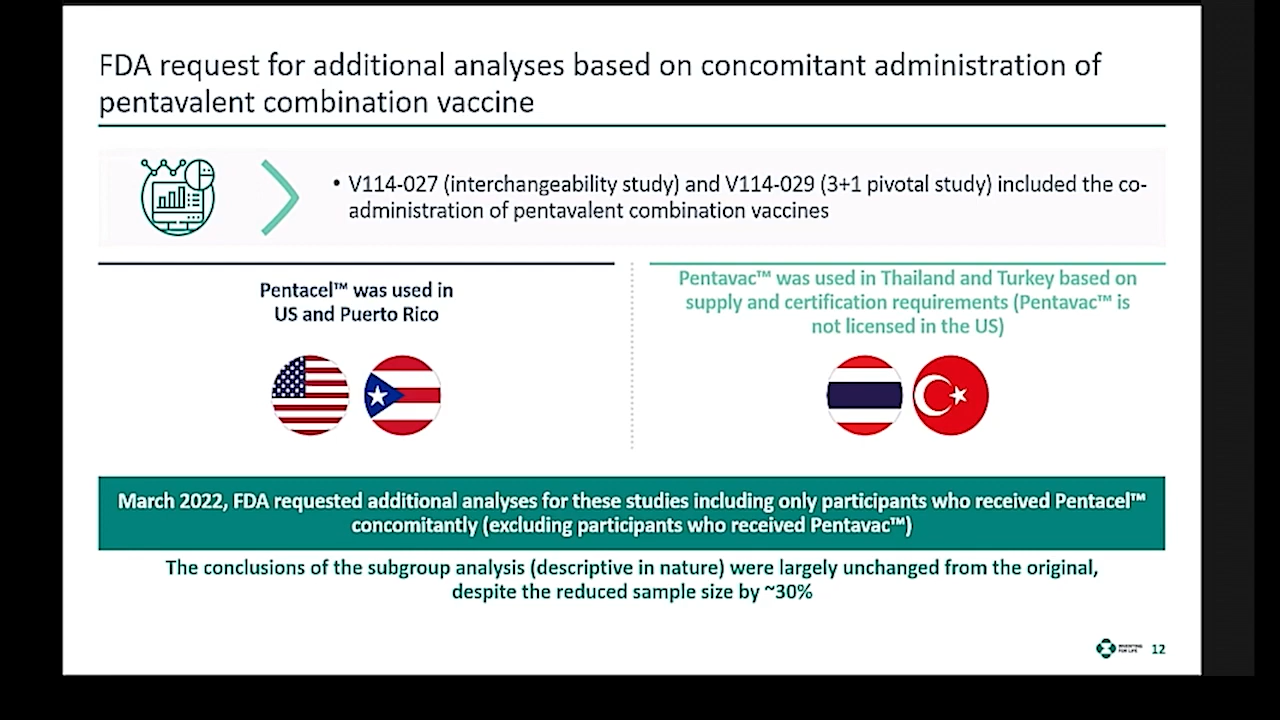 FDA request for additional analyses based on concomitant administration of
pentavalent combination vaccine
• V114-027 (interchangeability study) and V114-029 (3+1 pivotal study) included the co-
administration of pentavalent combination vaccines
Pentacel™ was used in
US and Puerto Rico
Pentavac™ was used in Thailand and Turkey based on
supply and certification requirements (Pentavac™ is
not licensed in the US)
March 2022, FDA requested additional analyses for these studies including only participants who received Pentacel™
concomitantly (excluding participants who received Pentavac™)
The conclusions of the subgroup analysis (descriptive in nature) were largely unchanged from the original,
despite the reduced sample size by ~30%
INVENTING
FOR LIFE
12